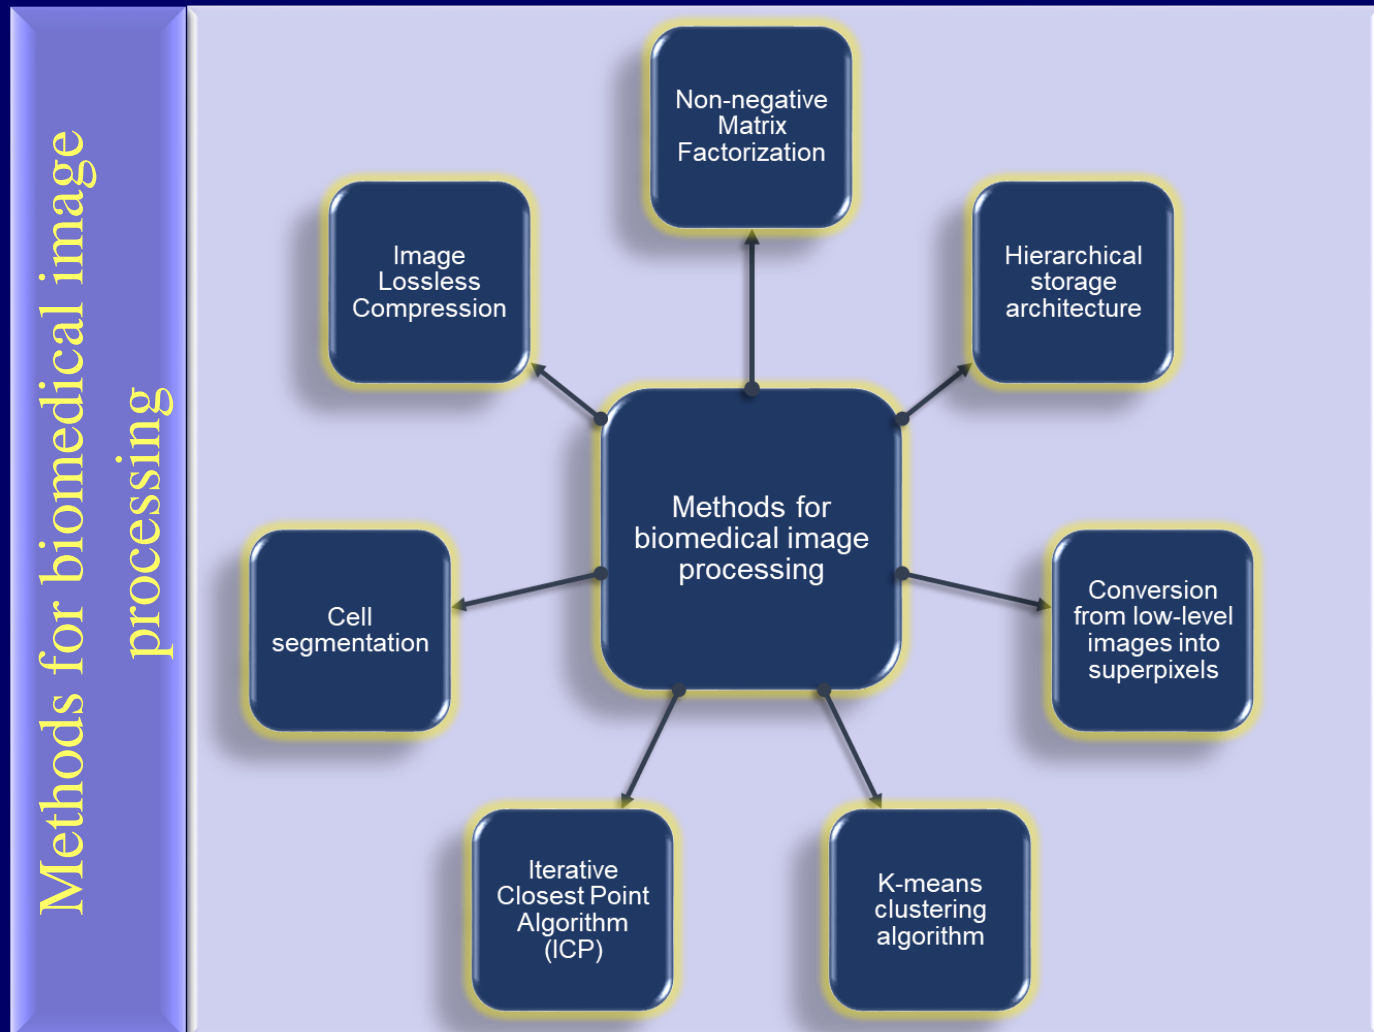 Methods for biomedical image
processing
Non-negative
Matrix
Factorization
Image
Lossless
Compression
Hierarchical
storage
architecture
Methods for
biomedical image
processing
Cell
segmentation
Conversion
from low-level
images into
superpixels
Iterative
Closest Point
Algorithm
(ICP)
K-means
clustering
algorithm